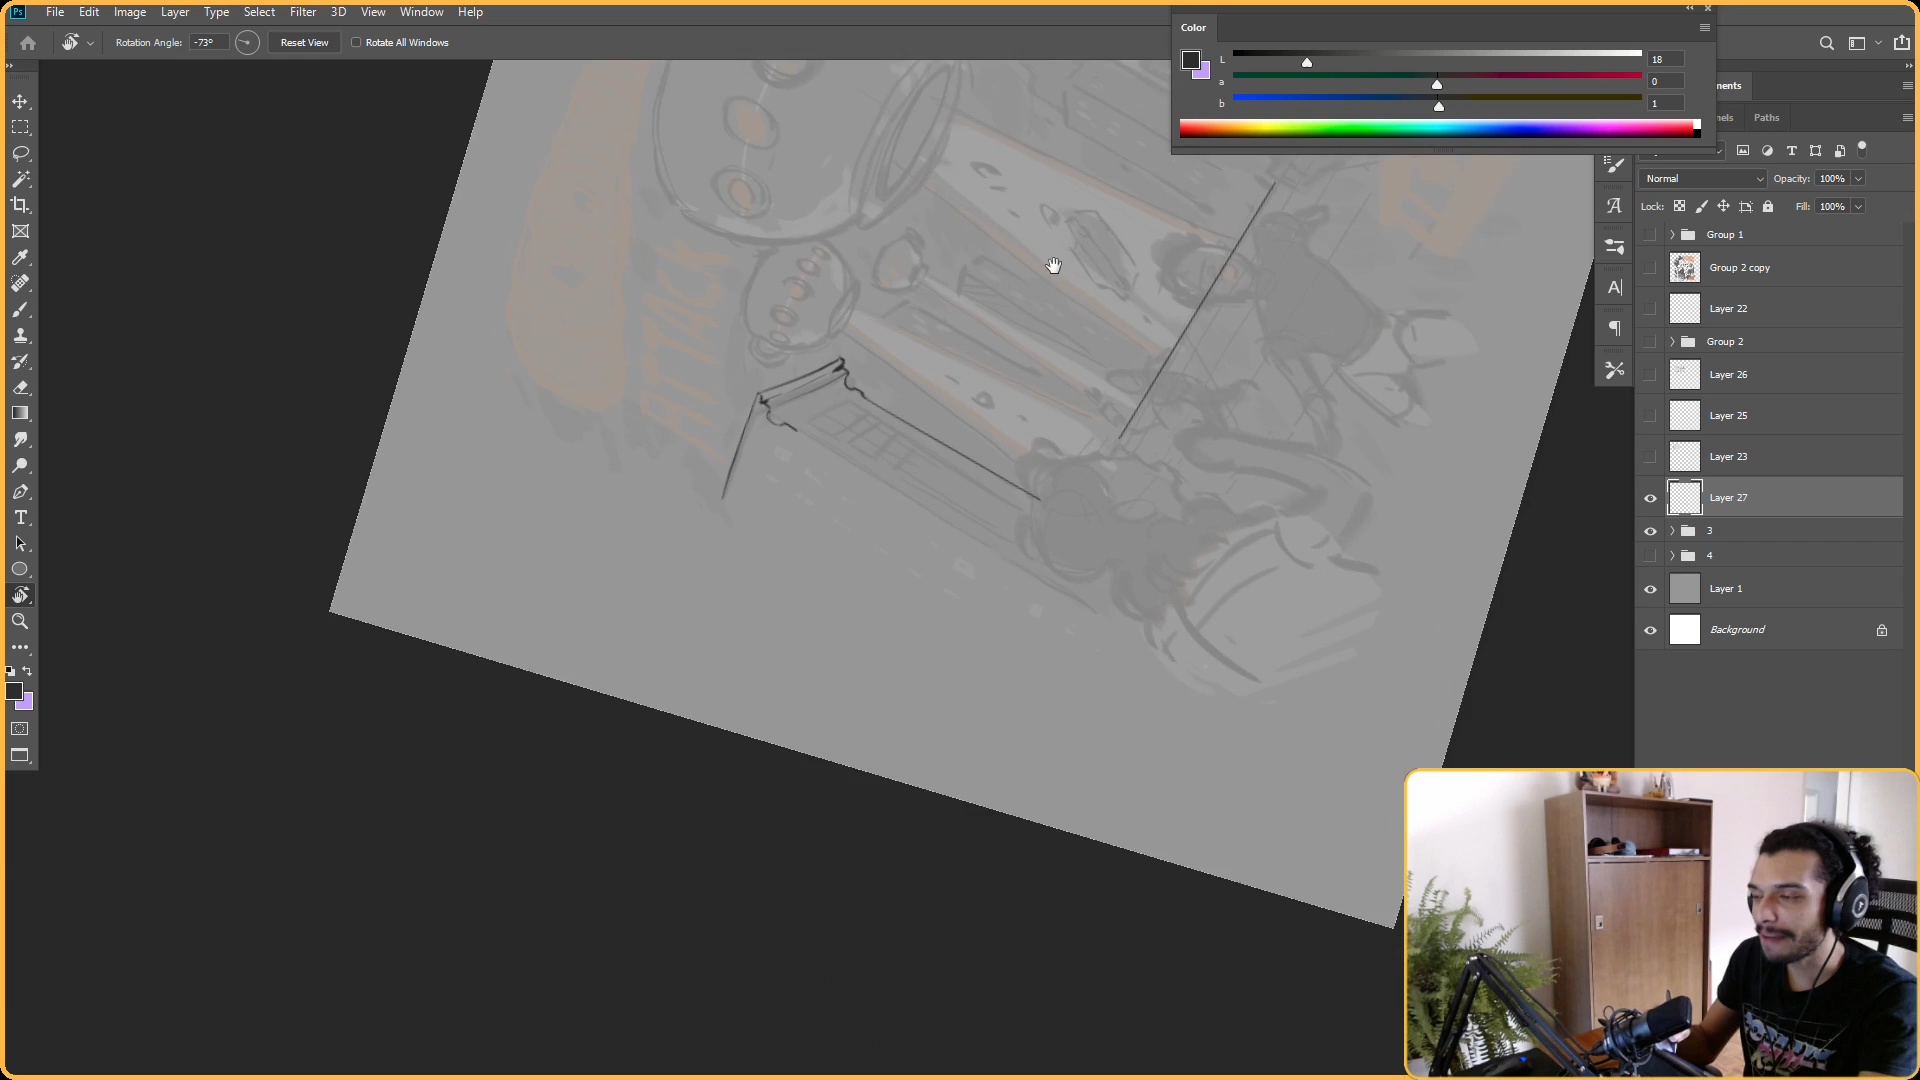 Ps File Edit Image Layer Type Select Filter 3D View Window Help
Rotation Angle: -73° Reset View Rotate All Windows
Color
L 18
a 0
b 1
nents
nels Paths
Normal Opacity: 100%
Lock: Fill: 100%
Group 1
Group 2 copy
Layer 22
Group 2
Layer 26
Layer 25
Layer 23
Layer 27
3
4
Layer 1
Background
ATTACK